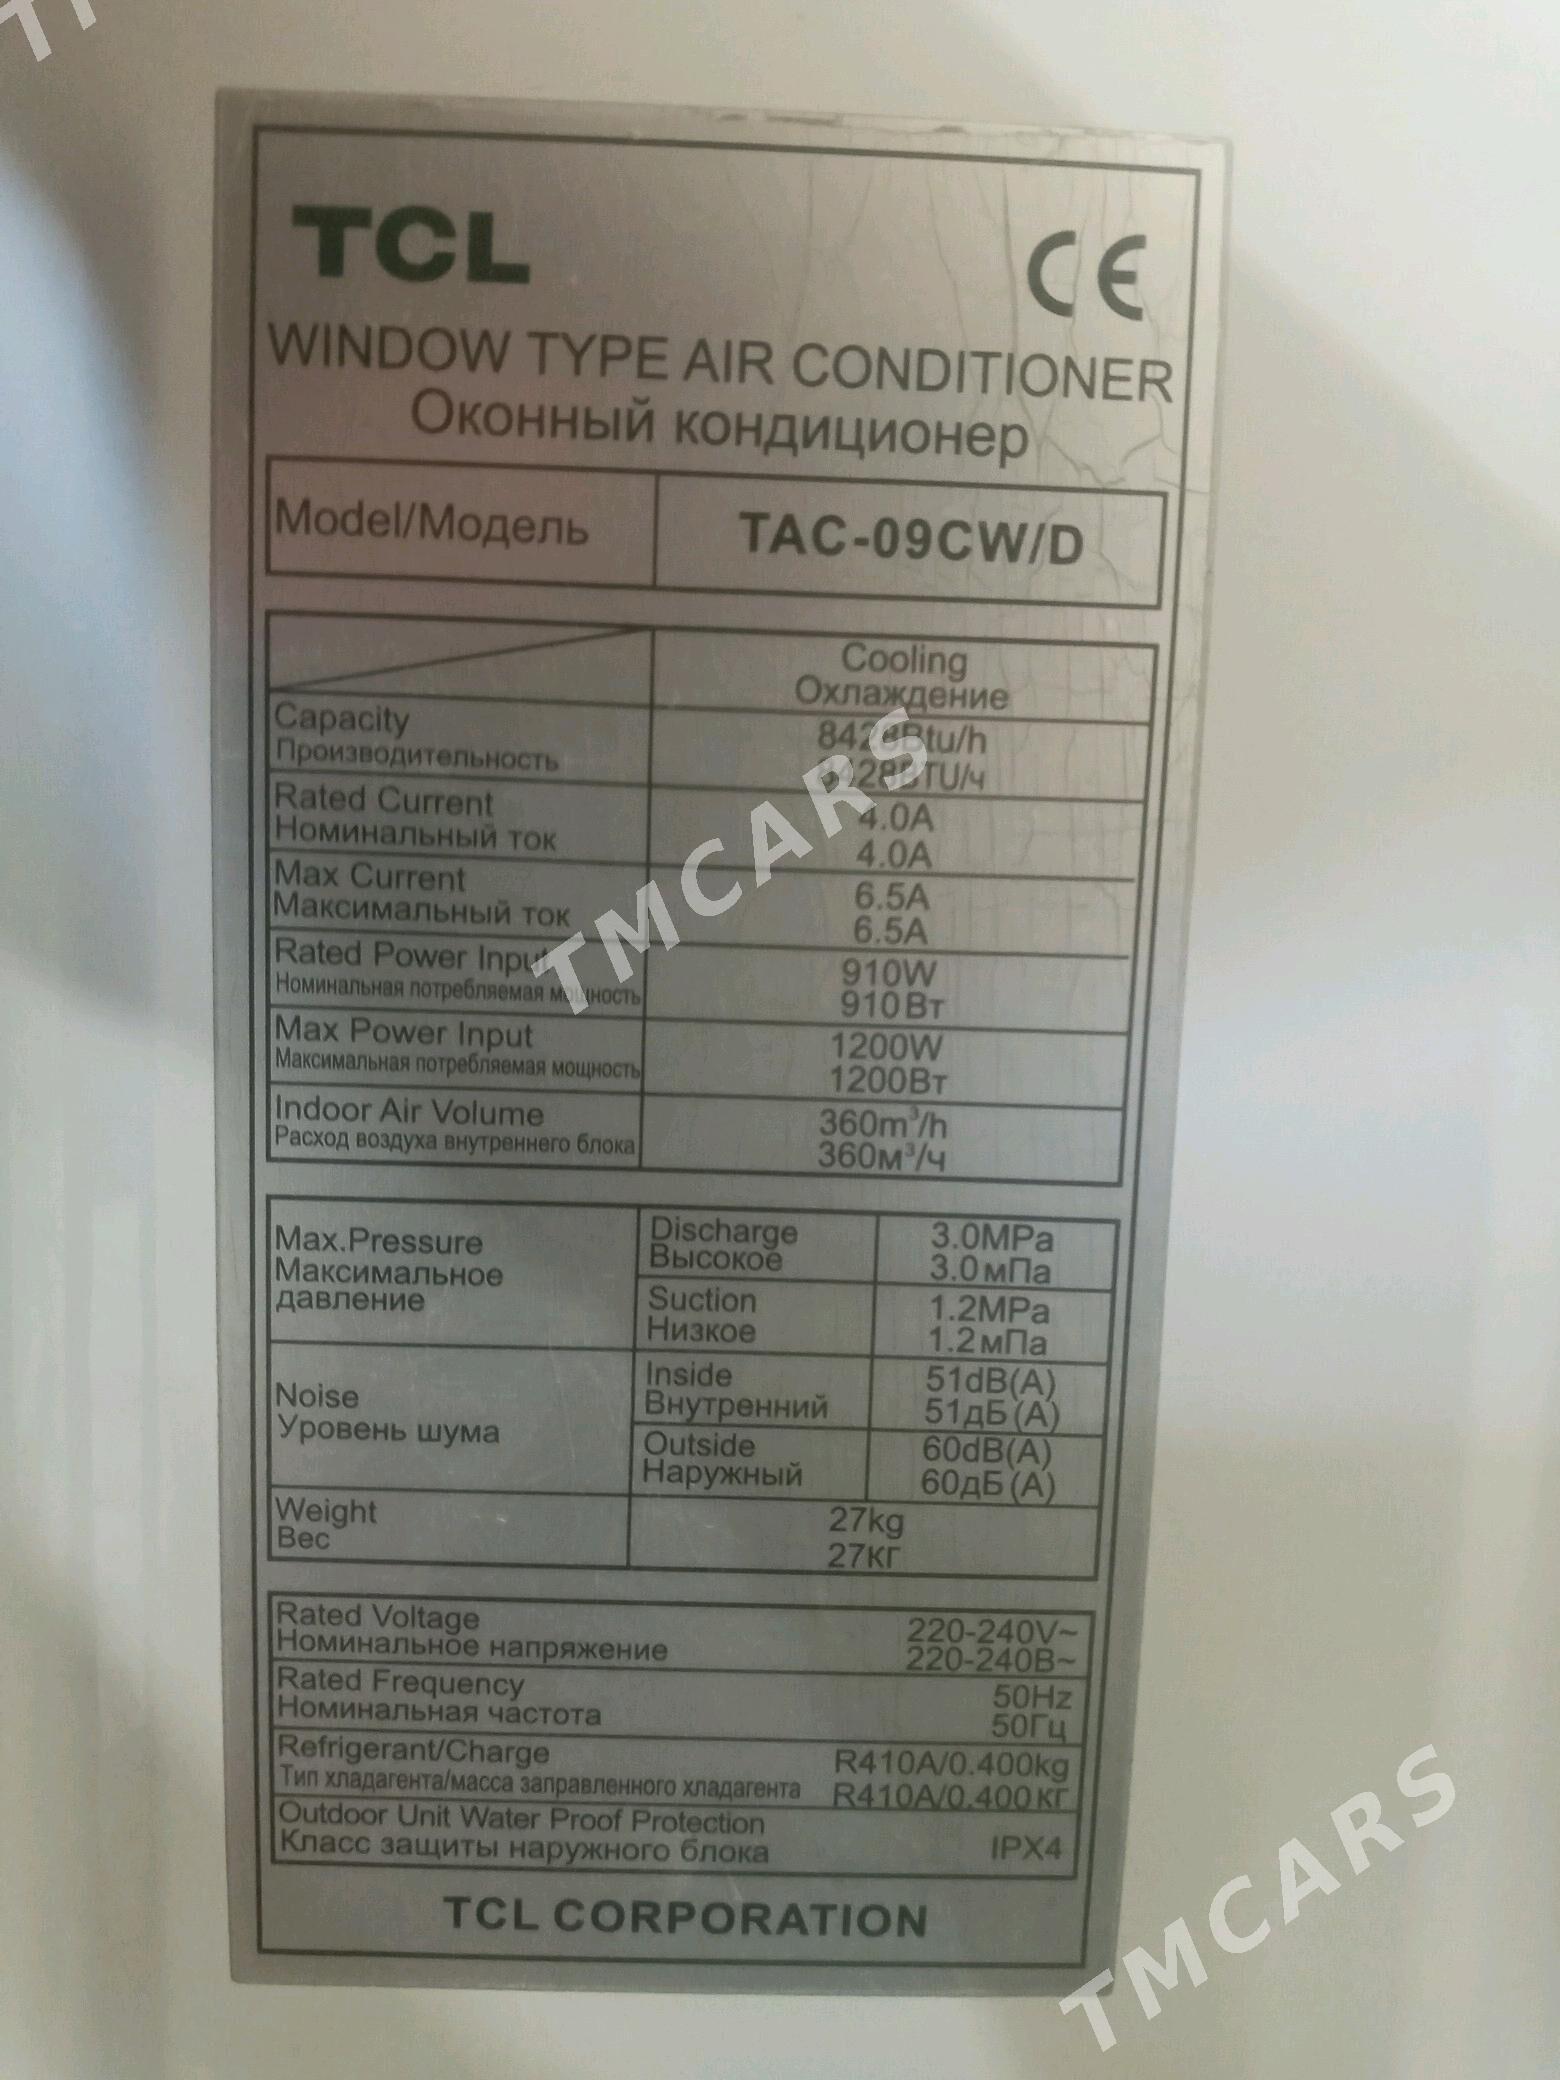 TCL
CE
WINDOW TYPE AIR CONDITIONER
Оконный кондиционер
Model/Модель TAC-09CW/D
Cooling
Охлаждение
Capacity 8428Btu/h
Производительность 8428BTU/ч
Rated Current 4.0A
Номинальный ток 4.0A
Max Current 6.5A
Максимальный ток 6.5A
Rated Power Input 910W
Номинальная потребляемая мощность 910Вт
Max Power Input 1200W
Максимальная потребляемая мощность 1200Вт
Indoor Air Volume 360m³/h
Расход воздуха внутреннего блока 360м³/ч
Max.Pressure
Максимальное
давление
Discharge 3.0MPa
Высокое 3.0мПа
Suction 1.2MPa
Низкое 1.2мПа
Noise
Уровень шума
Inside 51dB(A)
Внутренний 51дБ(А)
Outside 60dB(A)
Наружный 60дБ(А)
Weight 27kg
Вес 27кг
Rated Voltage 220-240V~
Номинальное напряжение 220-240В~
Rated Frequency 50Hz
Номинальная частота 50Гц
Refrigerant/Charge R410A/0.400kg
Тип хладагента/масса заправленного хладагента R410A/0.400кг
Outdoor Unit Water Proof Protection
Класс защиты наружного блока IPX4
TCL CORPORATION
TMCARS
TMCARS